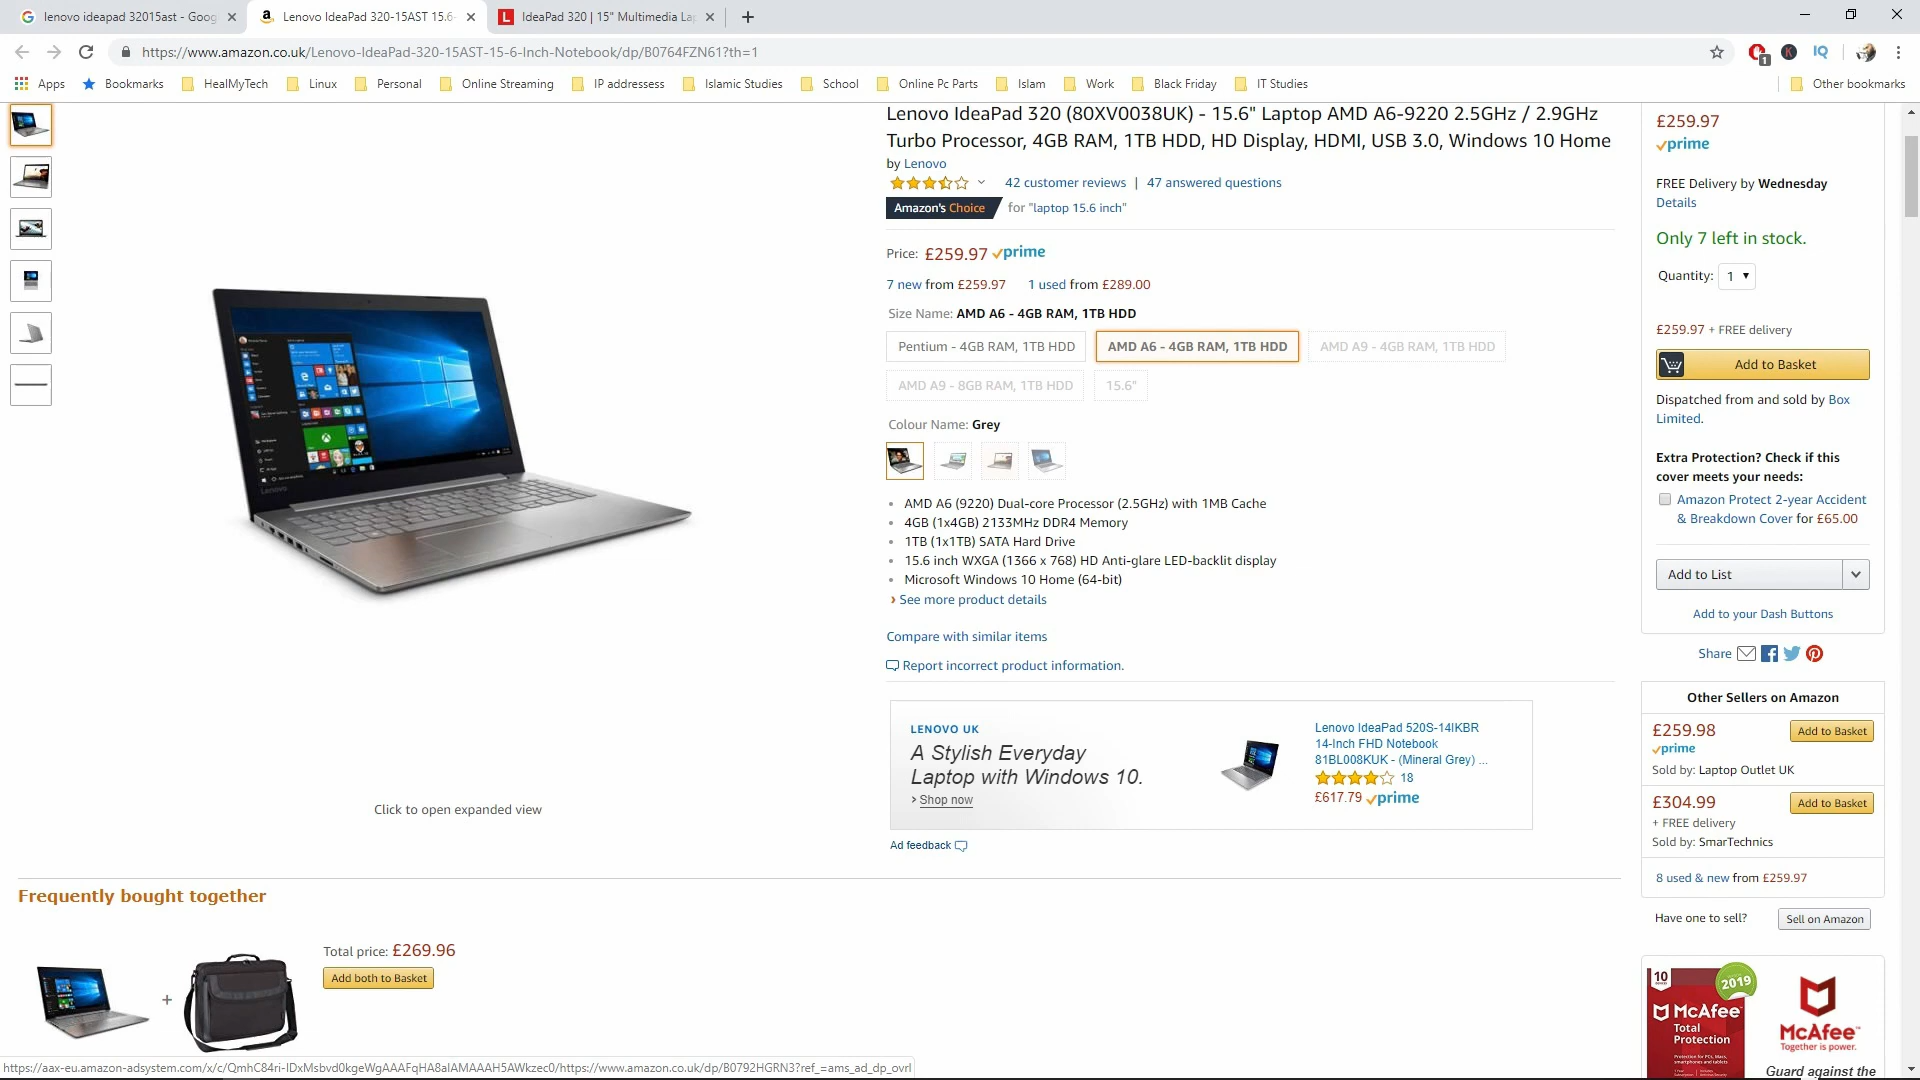 lenovo ideapad 32015ast - Goog
Lenovo IdeaPad 320-15AST 15.6-
IdeaPad 320 | 15" Multimedia La
https://www.amazon.co.uk/Lenovo-IdeaPad-320-15AST-15-6-Inch-Notebook/dp/B0764FZN61?th=1
Apps
Bookmarks
HealMyTech
Linux
Personal
Online Streaming
IP addressess
Islamic Studies
School
Online Pc Parts
Islam
Work
Black Friday
IT Studies
Other bookmarks
Lenovo IdeaPad 320 (80XV0038UK) - 15.6" Laptop AMD A6-9220 2.5GHz / 2.9GHz
Turbo Processor, 4GB RAM, 1TB HDD, HD Display, HDMI, USB 3.0, Windows 10 Home
by Lenovo
42 customer reviews | 47 answered questions
Amazon's Choice for "laptop 15.6 inch"
Price: £259.97 prime
7 new from £259.97 1 used from £289.00
Size Name: AMD A6 - 4GB RAM, 1TB HDD
Pentium - 4GB RAM, 1TB HDD
AMD A6 - 4GB RAM, 1TB HDD
AMD A9 - 4GB RAM, 1TB HDD
AMD A9 - 8GB RAM, 1TB HDD
15.6"
Colour Name: Grey
AMD A6 (9220) Dual-core Processor (2.5GHz) with 1MB Cache
4GB (1x4GB) 2133MHz DDR4 Memory
1TB (1x1TB) SATA Hard Drive
15.6 inch WXGA (1366 x 768) HD Anti-glare LED-backlit display
Microsoft Windows 10 Home (64-bit)
› See more product details
Compare with similar items
Report incorrect product information.
LENOVO UK
A Stylish Everyday
Laptop with Windows 10.
› Shop now
Lenovo IdeaPad 520S-14IKBR
14-Inch FHD Notebook
81BL008KUK - (Mineral Grey) ...
18
£617.79 prime
Ad feedback
Click to open expanded view
£259.97
prime
FREE Delivery by Wednesday
Details
Only 7 left in stock.
Quantity: 1
£259.97 + FREE delivery
Add to Basket
Dispatched from and sold by Box
Limited.
Extra Protection? Check if this
cover meets your needs:
Amazon Protect 2-year Accident
& Breakdown Cover for £65.00
Add to List
Add to your Dash Buttons
Share
Other Sellers on Amazon
£259.98
Add to Basket
prime
Sold by: Laptop Outlet UK
£304.99
Add to Basket
+ FREE delivery
Sold by: SmarTechnics
8 used & new from £259.97
Have one to sell?
Sell on Amazon
10
2019
McAfee
Total
Protection
McAfee
Together is power.
Guard against the
Frequently bought together
Total price: £269.96
Add both to Basket
+
https://aax-eu.amazon-adsystem.com/x/c/QmhC84ri-IDxMsbvd0kgeWgAAAFqHA8aIAMAAAH5AWkzec0/https://www.amazon.co.uk/dp/B0792HGRN3?ref_=ams_ad_dp_ovrl